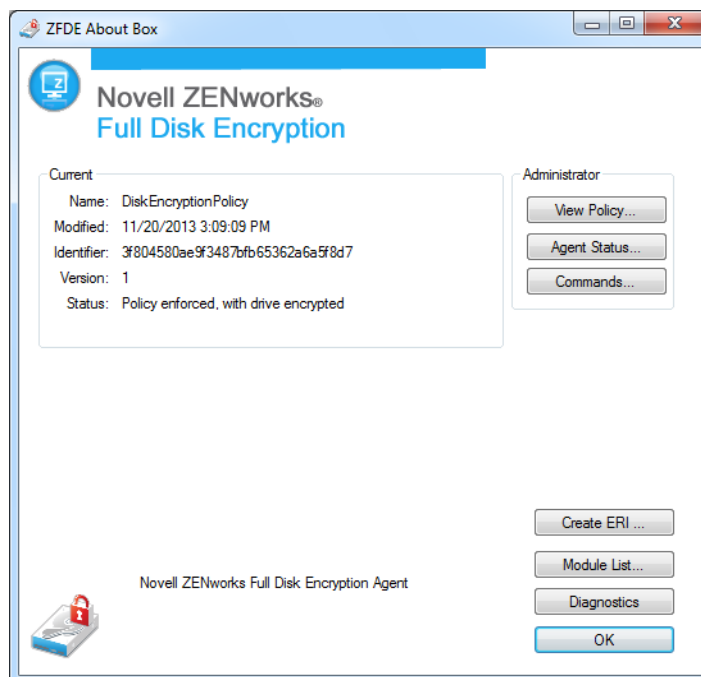 ZFDE About Box
Z
Novell ZENworks®
Full Disk Encryption
Current
Name: DiskEncryptionPolicy
Modified: 11/20/2013 3:09:09 PM
Identifier: 3f804580ae9f3487bfb65362a6a5f8d7
Version: 1
Status: Policy enforced, with drive encrypted
Administrator
View Policy...
Agent Status...
Commands...
Create ERI ...
Module List...
Diagnostics
OK
Novell ZENworks Full Disk Encryption Agent